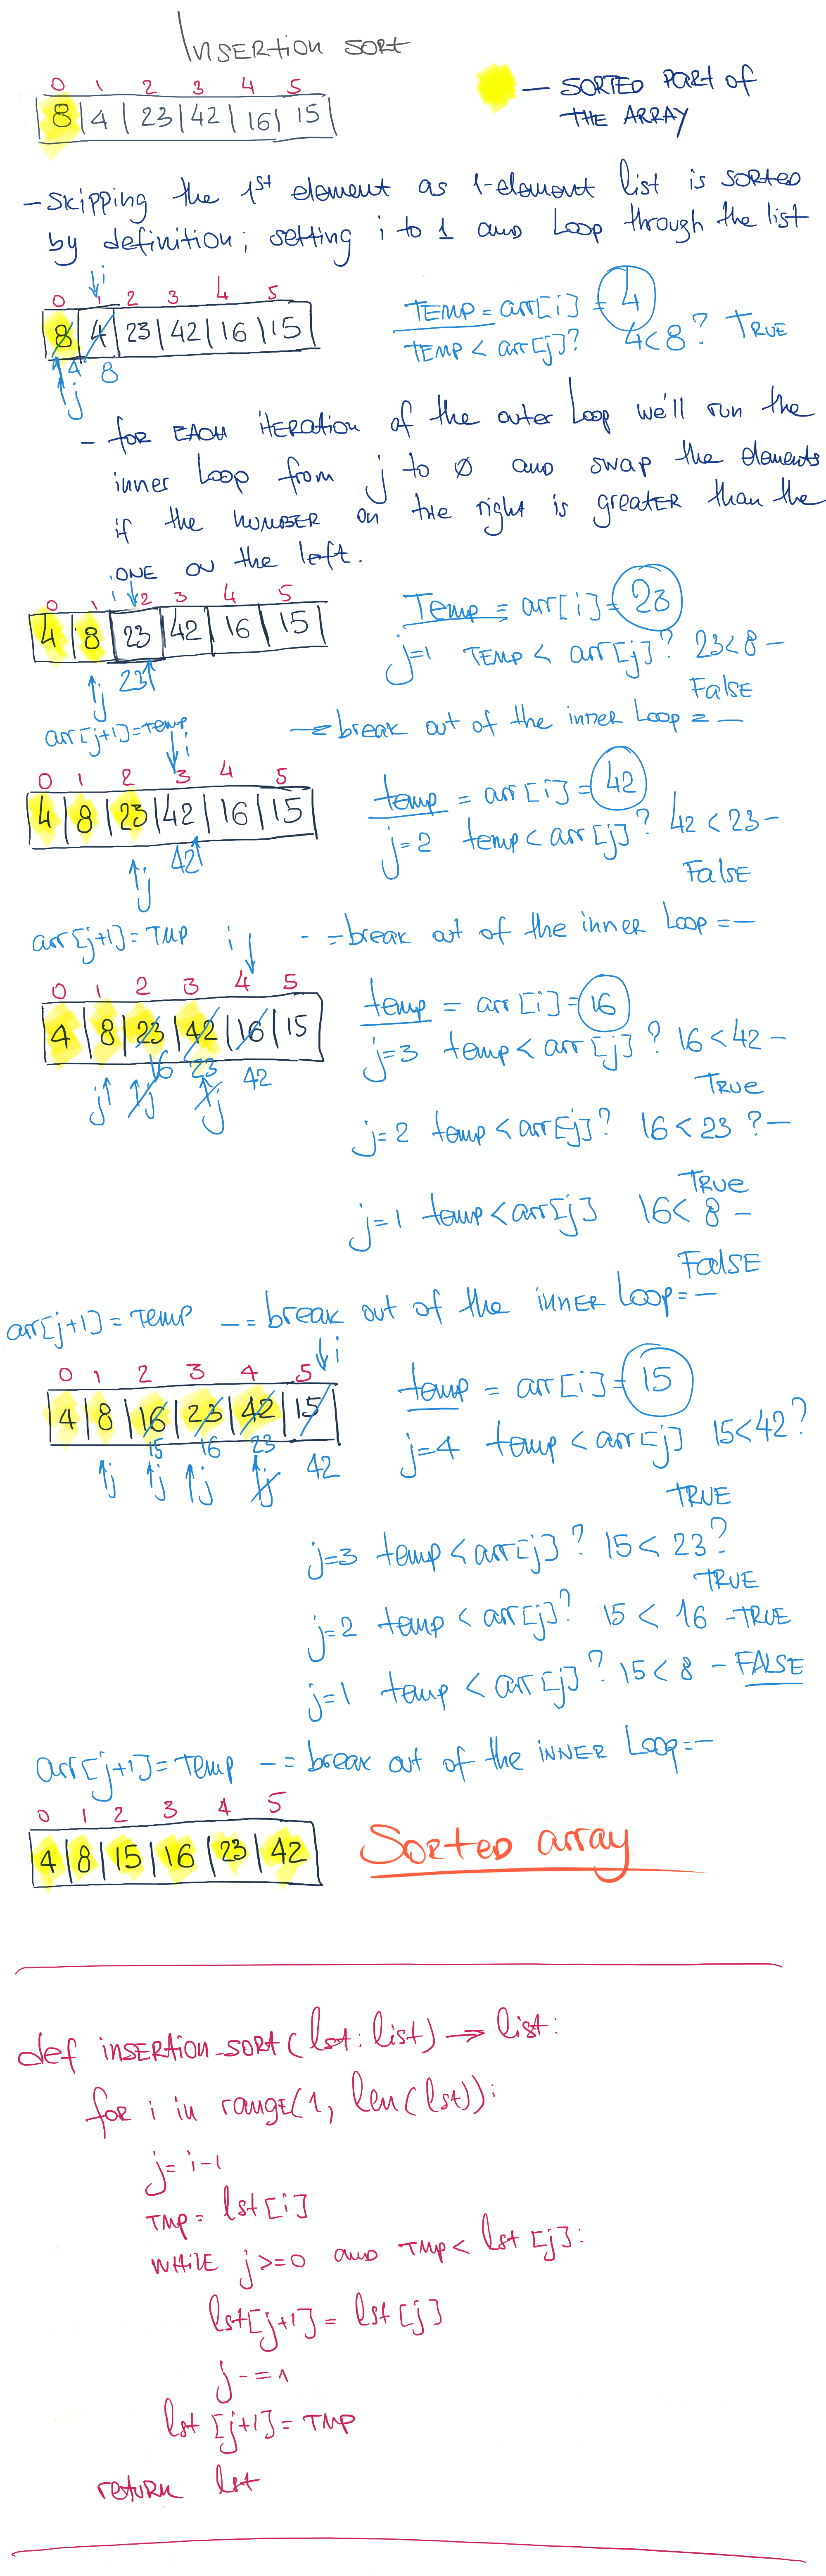 Insertion sort
0 1 2 3 4 5
8 4 23 42 16 15
— sorted part of
the array
- skipping the 1st element as 1-element list is sorted
by definition; setting i to 1 and loop through the list
i
0 1 2 3 4 5
8 4 23 42 16 15
4 8
j
temp = arr[i] = 4
temp < arr[j]? 4<8? True
- for each iteration of the outer loop we'll run the
inner loop from j to 0 and swap the elements
if the number on the right is greater than the
one on the left.
i
0 1 2 3 4 5
4 8 23 42 16 15
j 23
Temp = arr[i] = 23
j=1 temp < arr[j]? 23<8 -
False
arr[j+1]=temp
-= break out of the inner loop = -
i
0 1 2 3 4 5
4 8 23 42 16 15
j 42
temp = arr[i] = 42
j=2 temp < arr[j]? 42 < 23 -
False
arr[j+1]= tmp
- = break out of the inner loop = -
i
0 1 2 3 4 5
4 8 23 42 16 15
16 23 42
j j j
temp = arr[i] = 16
j=3 temp < arr[j]? 16<42 -
True
j=2 temp < arr[j]? 16<23? -
True
j=1 temp < arr[j] 16< 8 -
False
arr[j+1] = temp - = break out of the inner loop = -
i
0 1 2 3 4 5
4 8 16 23 42 15
15 16 23 42
j j j j
temp = arr[i] = 15
j=4 temp < arr[j] 15<42?
True
j=3 temp < arr[j]? 15 < 23?
True
j=2 temp < arr[j]? 15 < 16 - True
j=1 temp < arr[j]? 15 < 8 - False
arr[j+1] = temp - = break out of the inner loop = -
0 1 2 3 4 5
4 8 15 16 23 42
Sorted array
def insertion_sort(lst: list) → list:
for i in range(1, len(lst)):
j= i-1
tmp = lst[i]
while j>=0 and tmp < lst[j]:
lst[j+1] = lst[j]
j -= 1
lst[j+1] = tmp
return lst